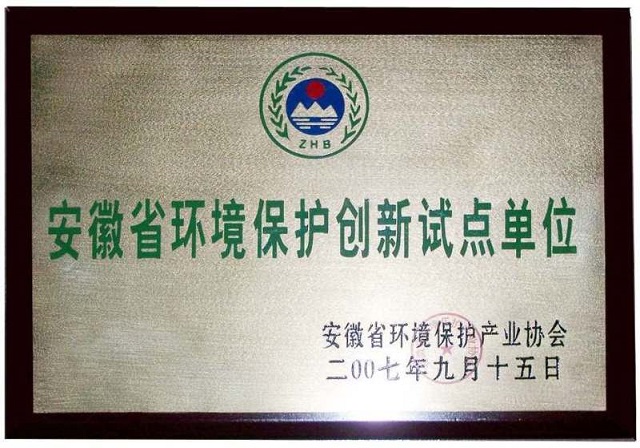 ZHB
安徽省环境保护创新试点单位
安徽省环境保护产业协会
二00七年九月十五日